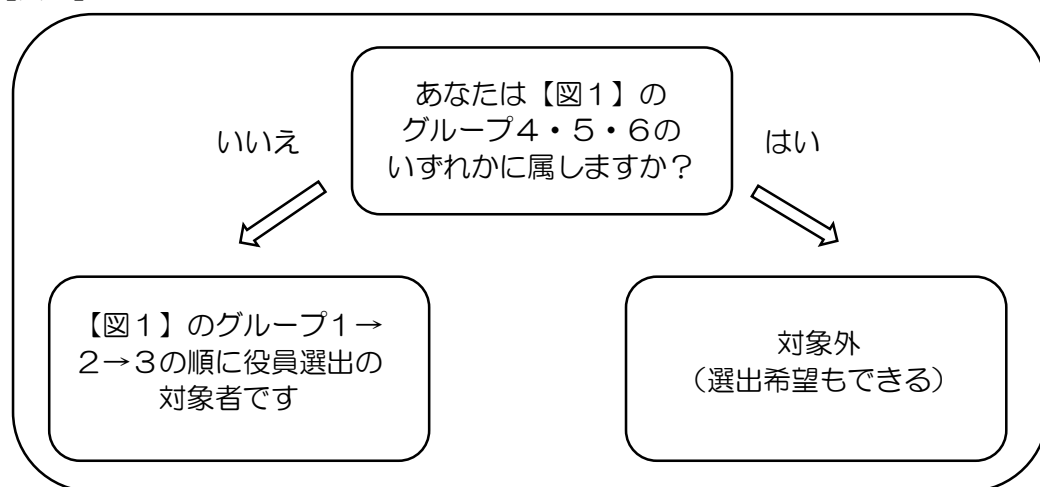 あなたは【図１】の
グループ４・５・６の
いずれかに属しますか？
いいえ
はい
【図１】のグループ１→
２→３の順に役員選出の
対象者です
対象外
（選出希望もできる）